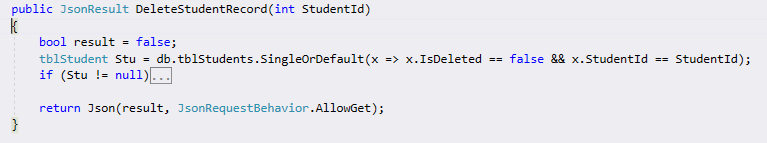 public JsonResult DeleteStudentRecord(int StudentId)
{
bool result = false;
tblStudent Stu = db.tblStudents.SingleOrDefault(x => x.IsDeleted == false && x.StudentId == StudentId);
if (Stu != null)...
return Json(result, JsonRequestBehavior.AllowGet);
}